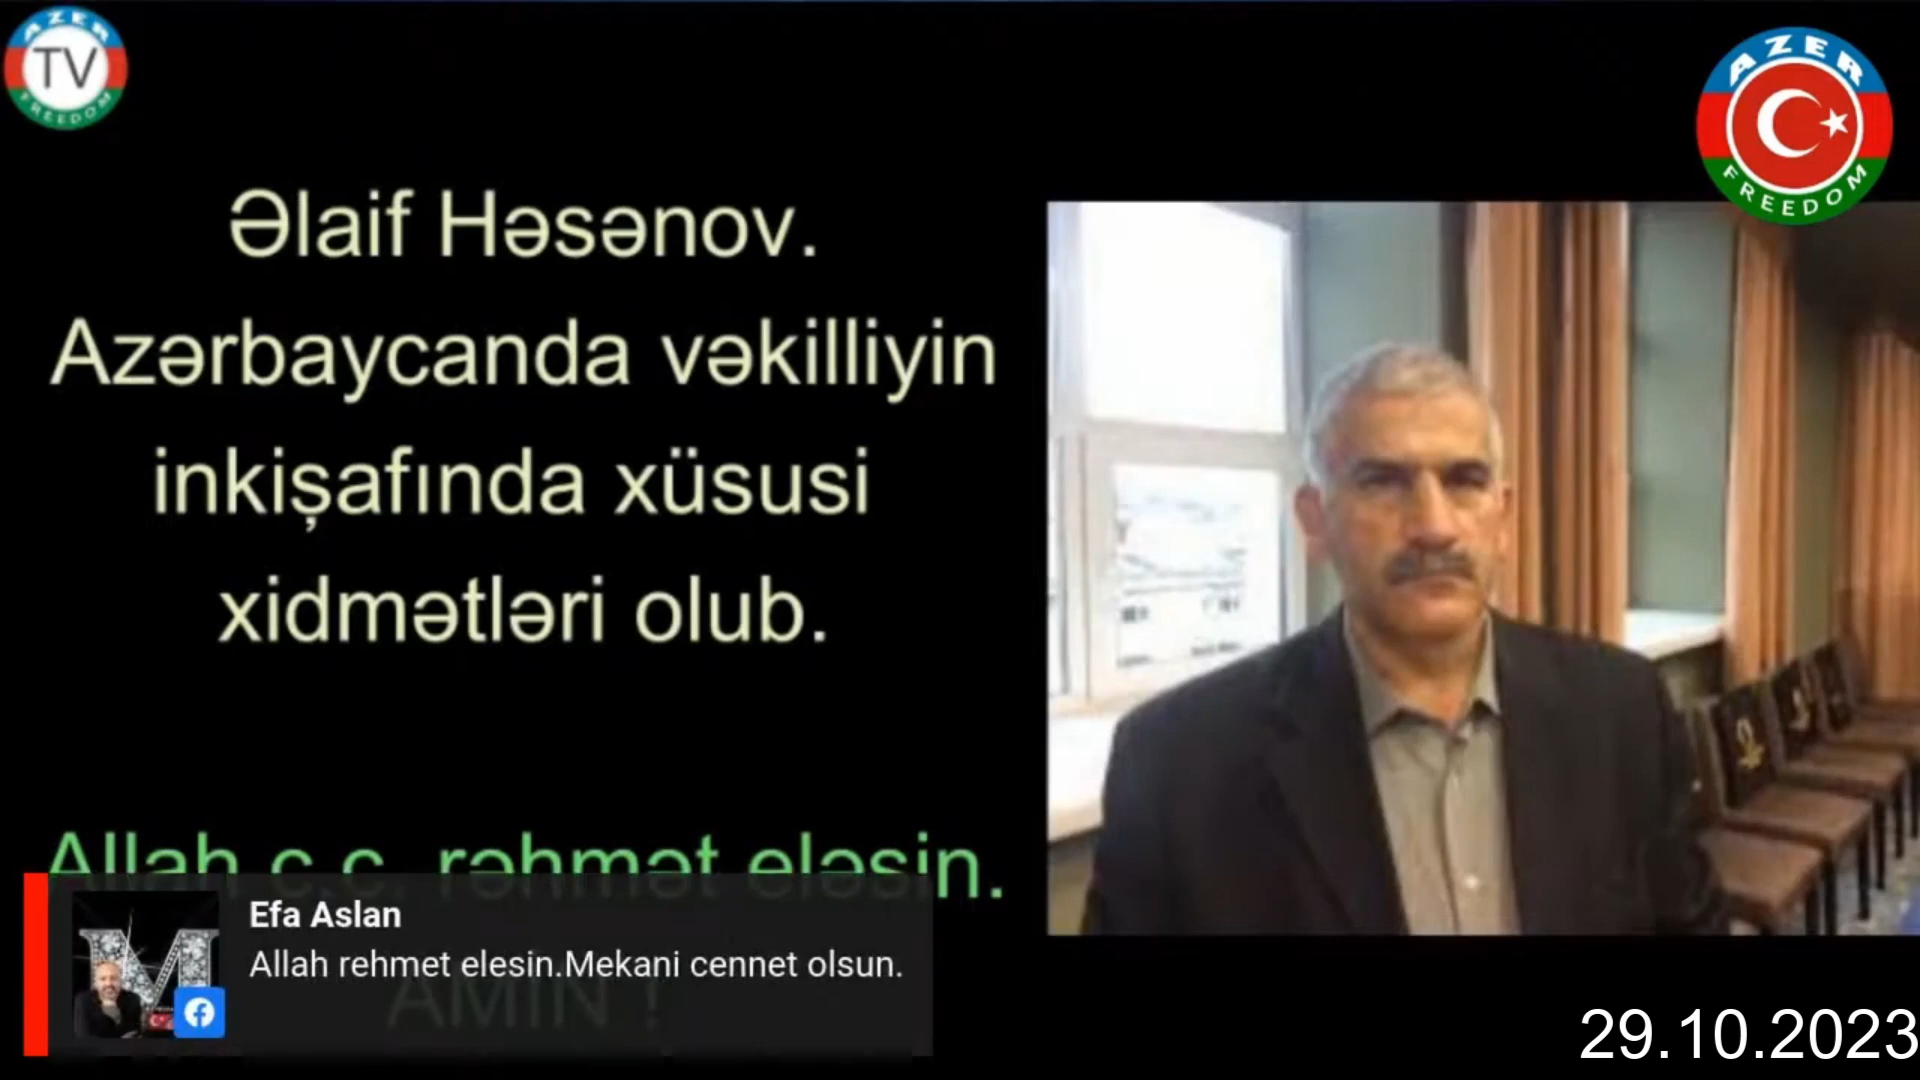 AZER
TV
FREEDOM
AZER
FREEDOM
Əlaif Həsənov.
Azərbaycanda vəkilliyin
inkişafında xüsusi
xidmətləri olub.
Allah c.c. rəhmət eləsin.
Efa Aslan
Allah rehmet elesin.Mekani cennet olsun.
AMIN !
29.10.2023